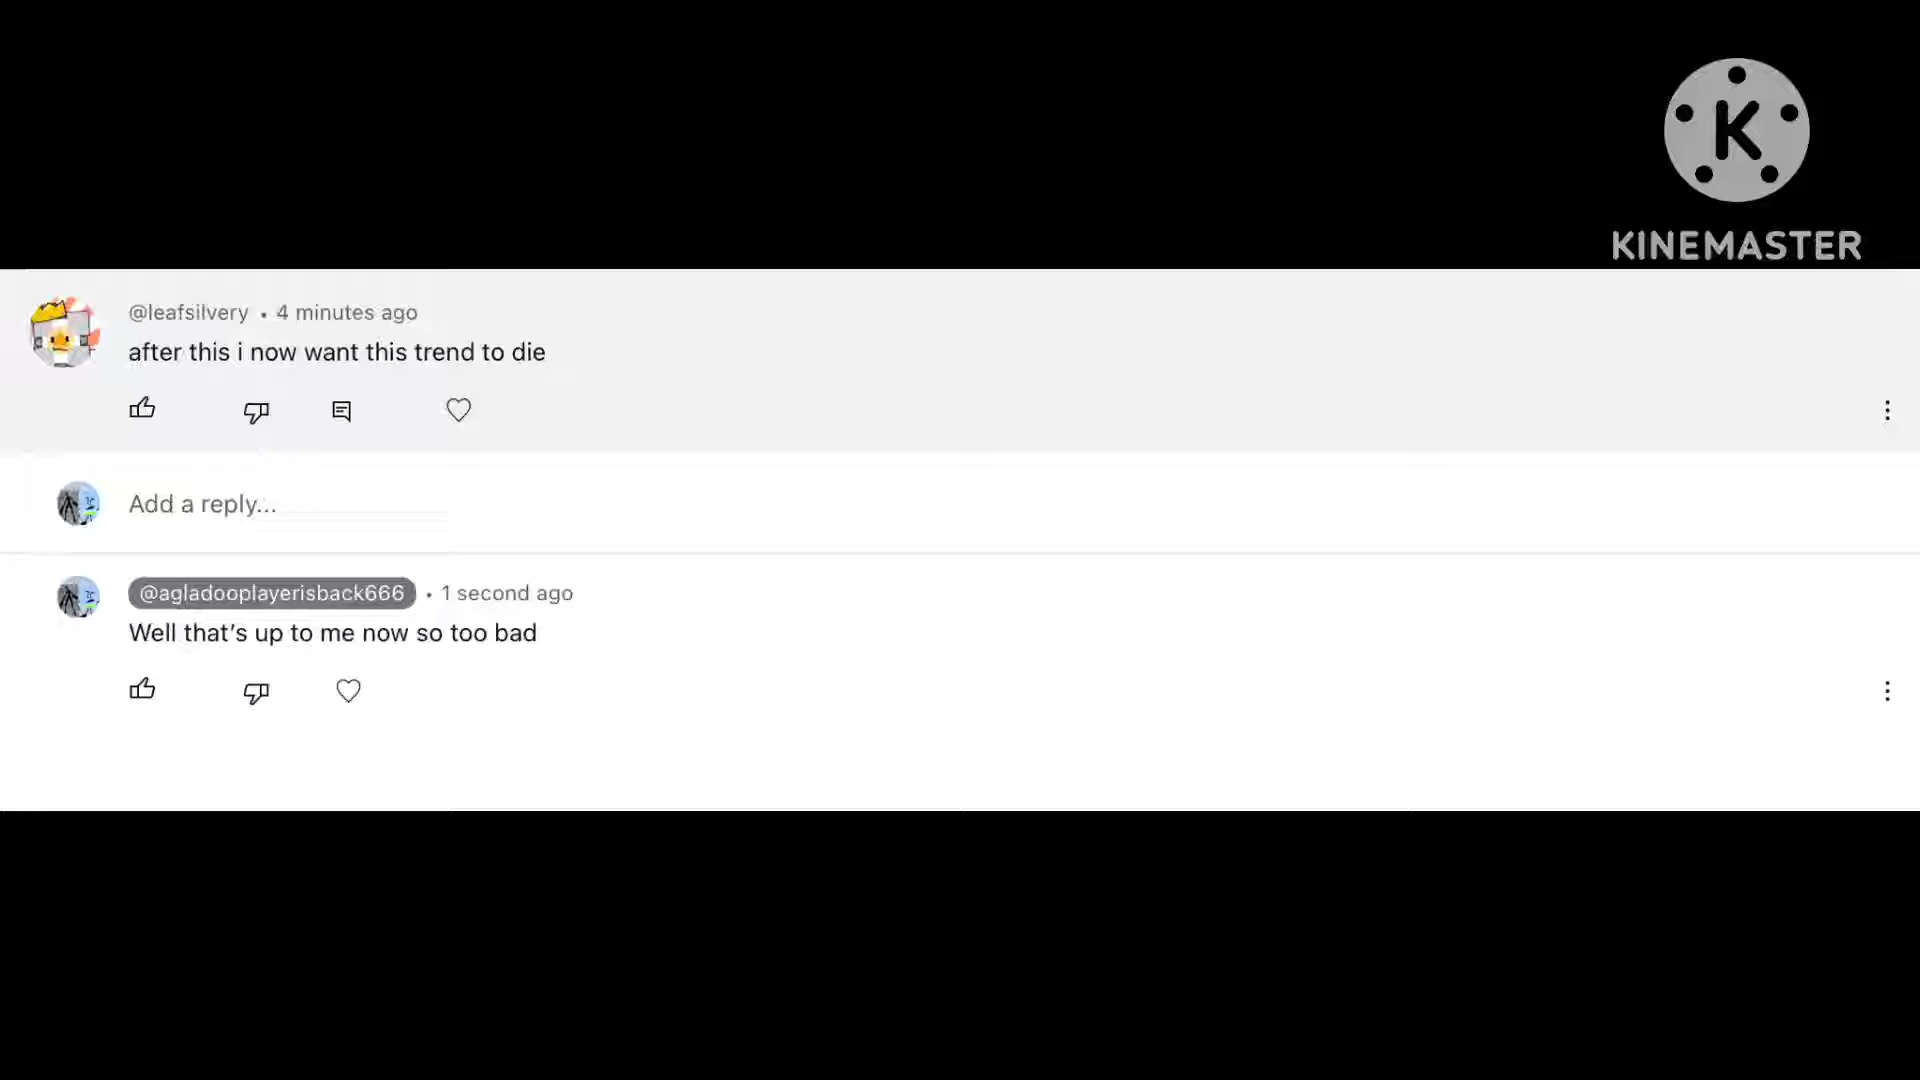 K
KINEMASTER
@leafsilvery • 4 minutes ago
after this i now want this trend to die
Add a reply...
@agladooplayerisback666 • 1 second ago
Well that’s up to me now so too bad